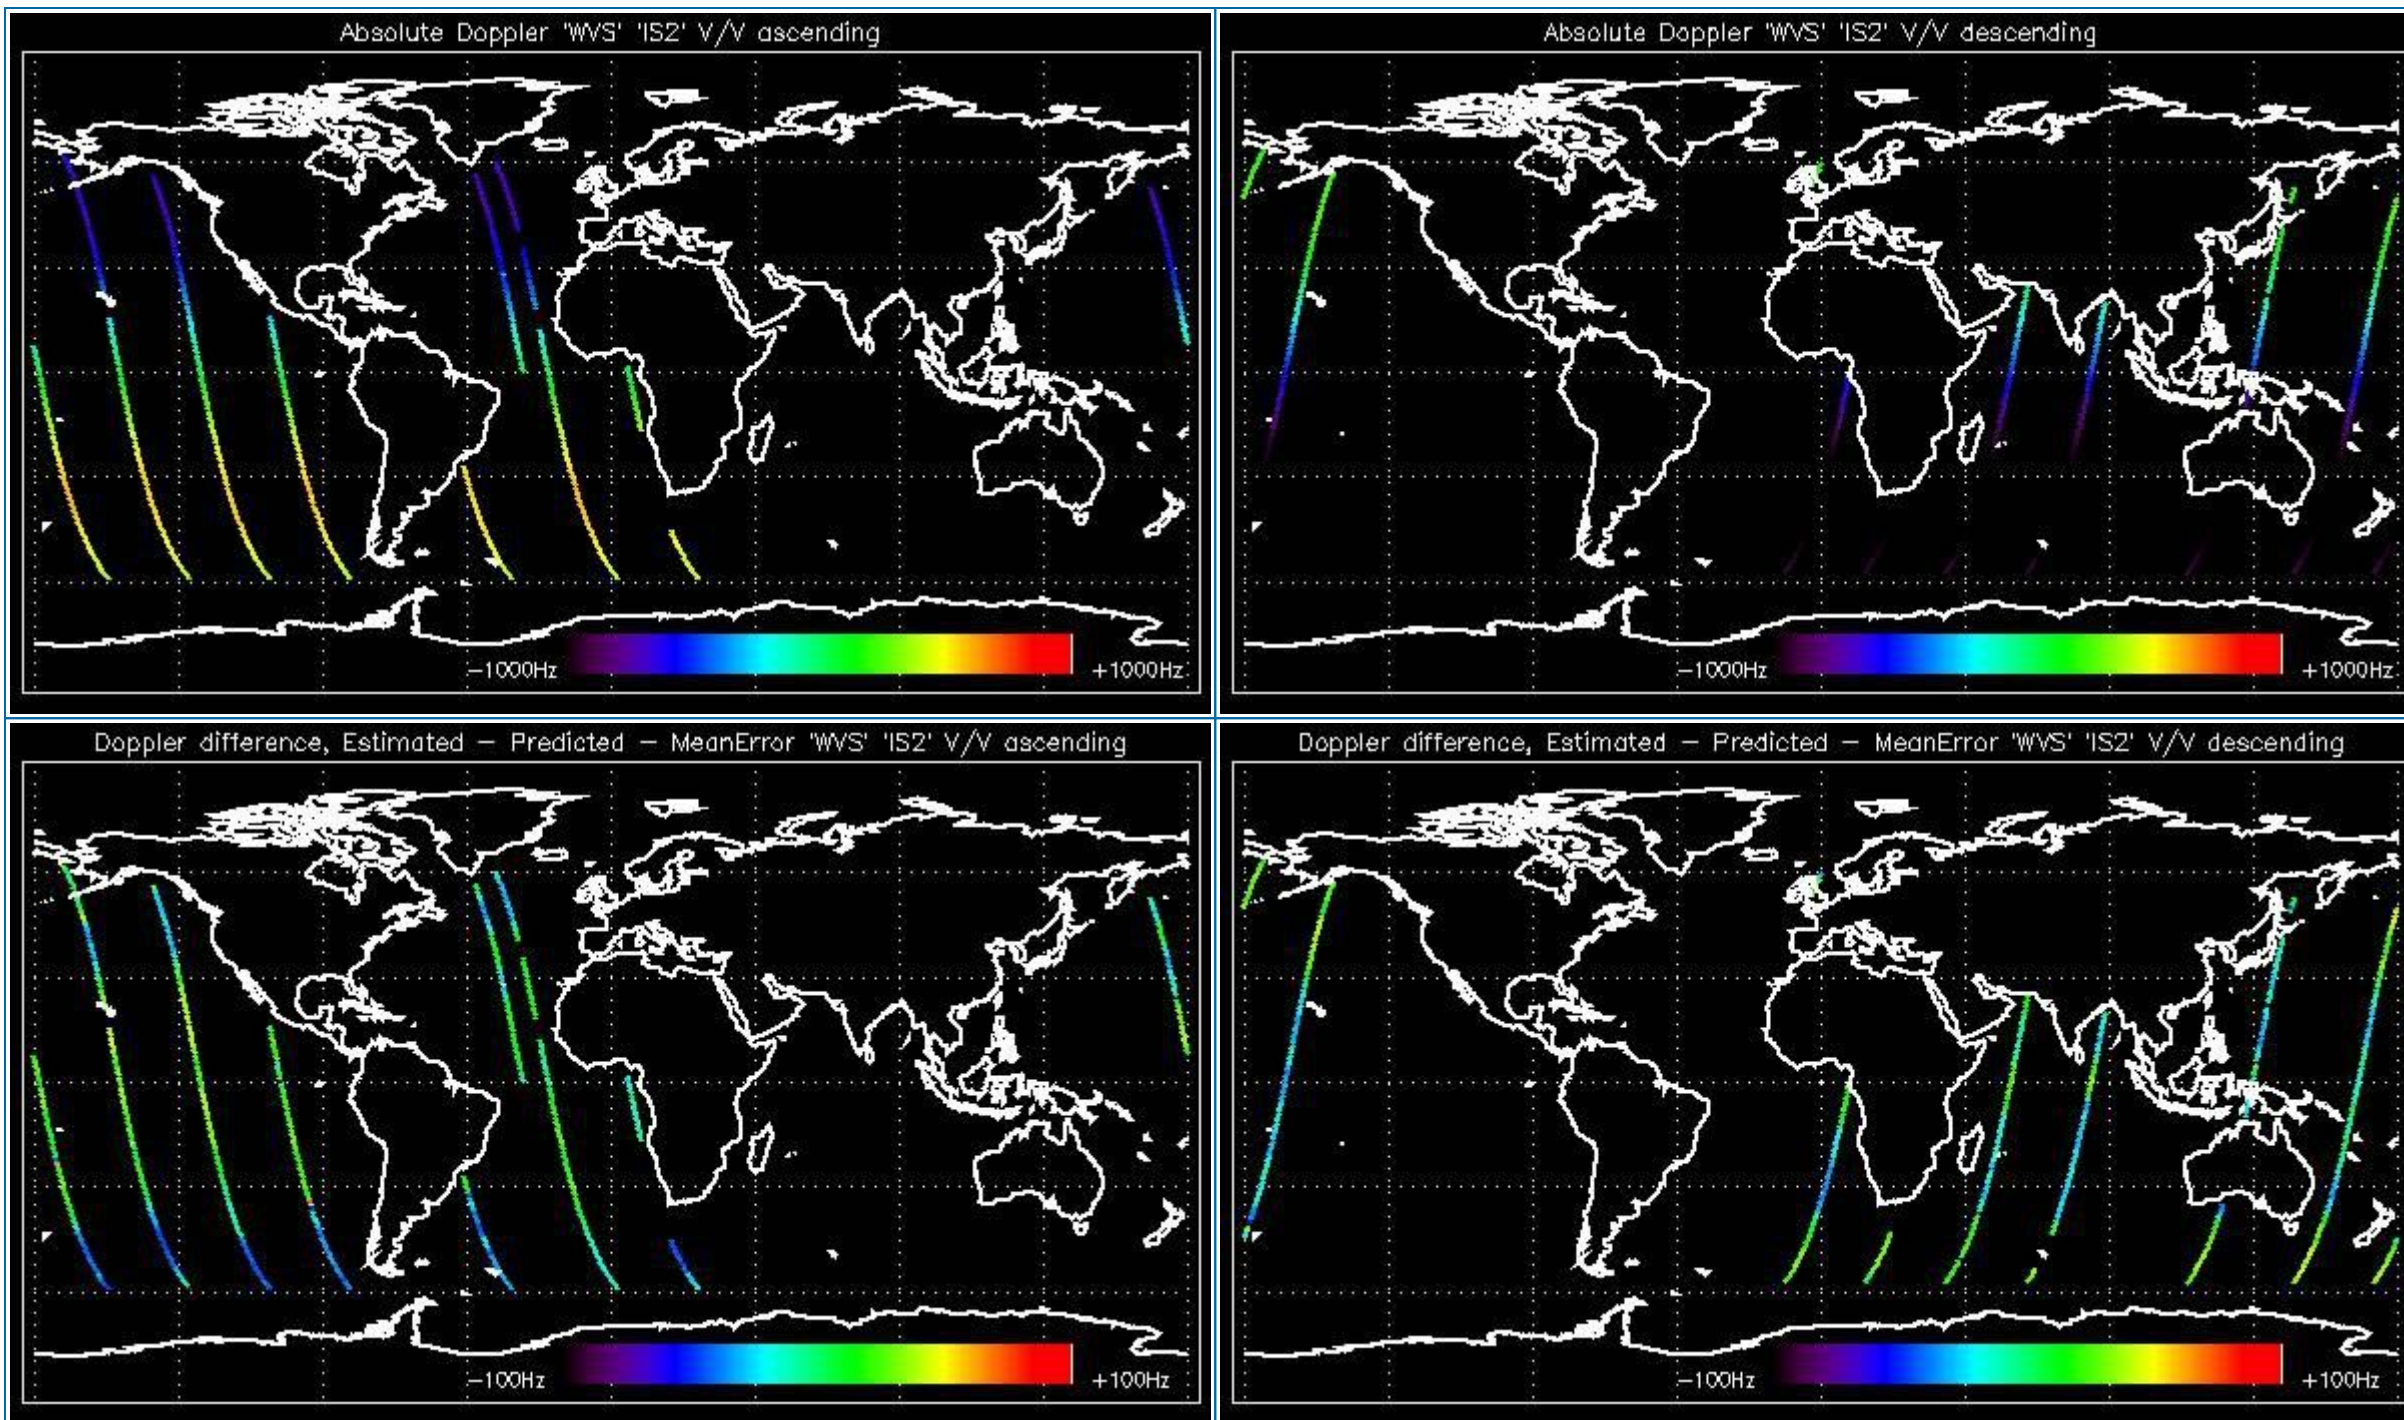 Absolute Doppler 'WVS' 'IS2' V/V ascending
-1000Hz
+1000Hz
Absolute Doppler 'WVS' 'IS2' V/V descending
-1000Hz
+1000Hz
Doppler difference, Estimated - Predicted - MeanError 'WVS' 'IS2' V/V ascending
-100Hz
+100Hz
Doppler difference, Estimated - Predicted - MeanError 'WVS' 'IS2' V/V descending
-100Hz
+100Hz